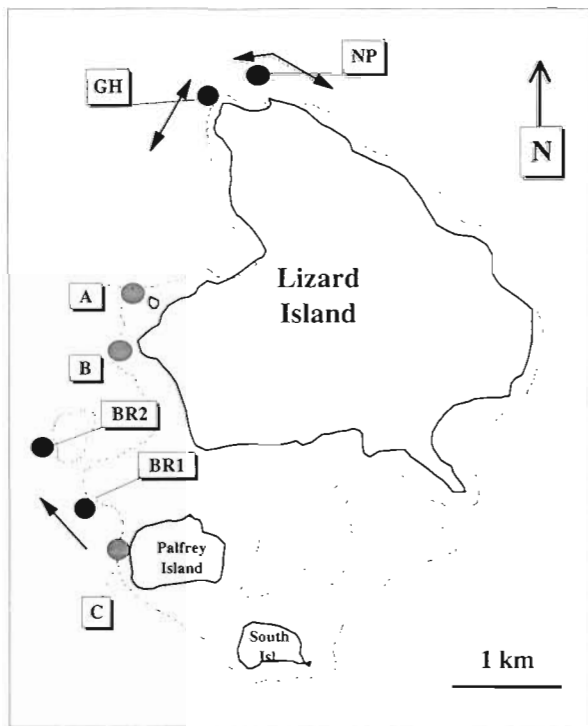 NP
GH
N
Lizard
Island
A
B
BR2
BR1
Palfrey
Island
C
South
Isl
1 km